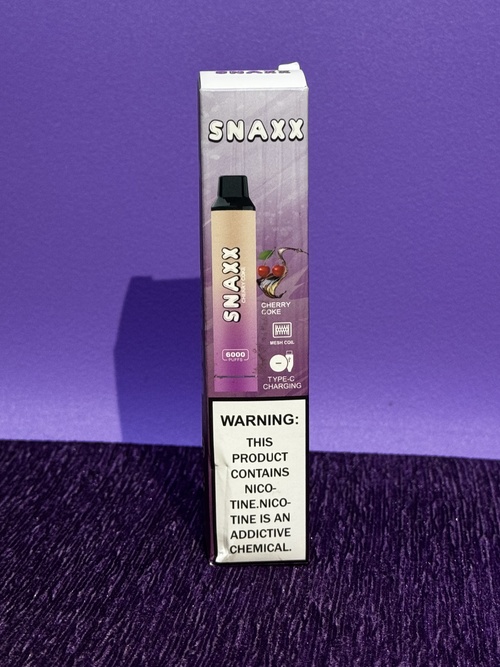 SNAXX
SNAXX
SNAXX
CHERRY
COKE
MESH COIL
6000
PUFFS
TYPE-C
CHARGING
WARNING:
THIS
PRODUCT
CONTAINS
NICO-
TINE.NICO-
TINE IS AN
ADDICTIVE
CHEMICAL.